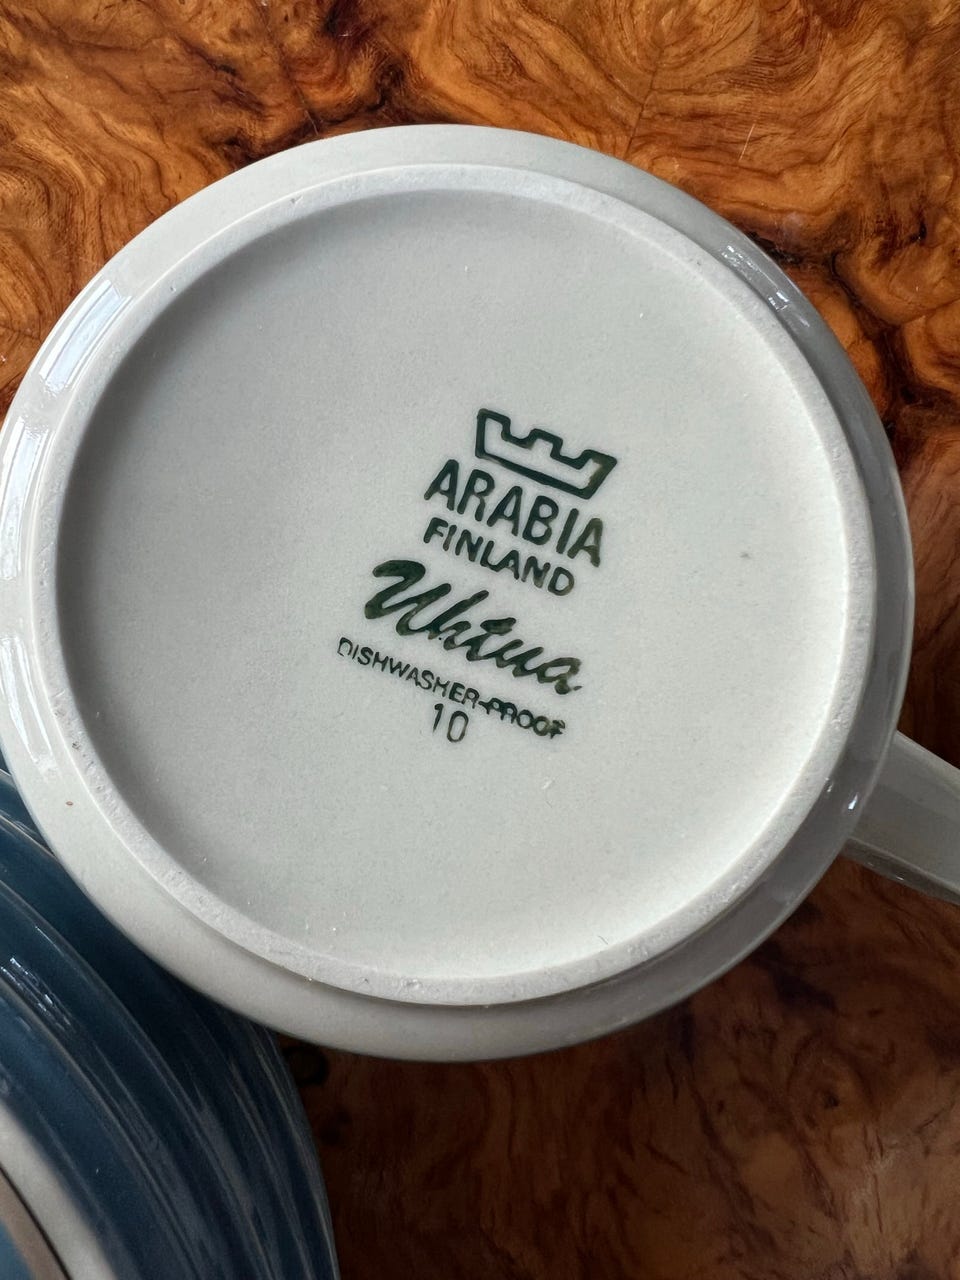 ARABIA
FINLAND
Uhtua
DISHWASHER-PROOF
10